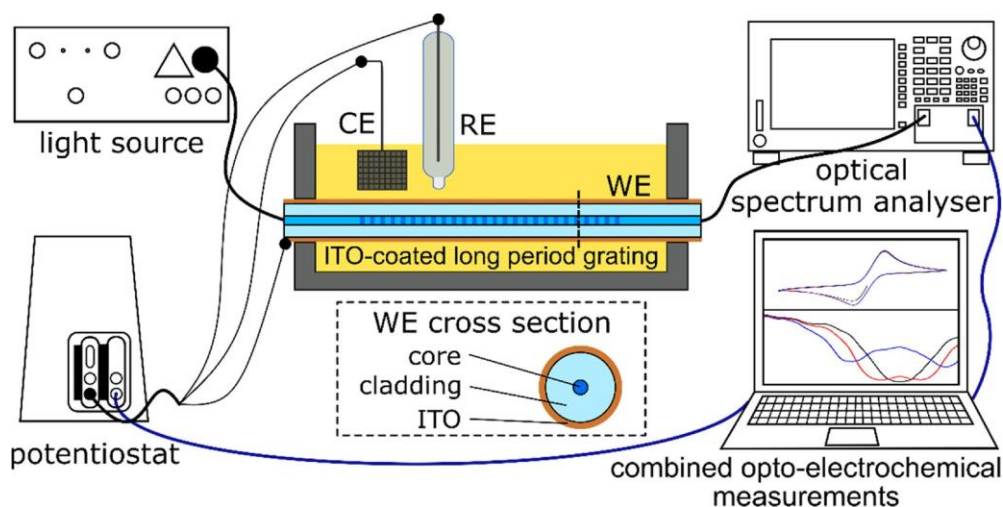 light source
CE
RE
WE
optical
spectrum analyser
ITO-coated long period grating
WE cross section
core
cladding
ITO
potentiostat
combined opto-electrochemical
measurements